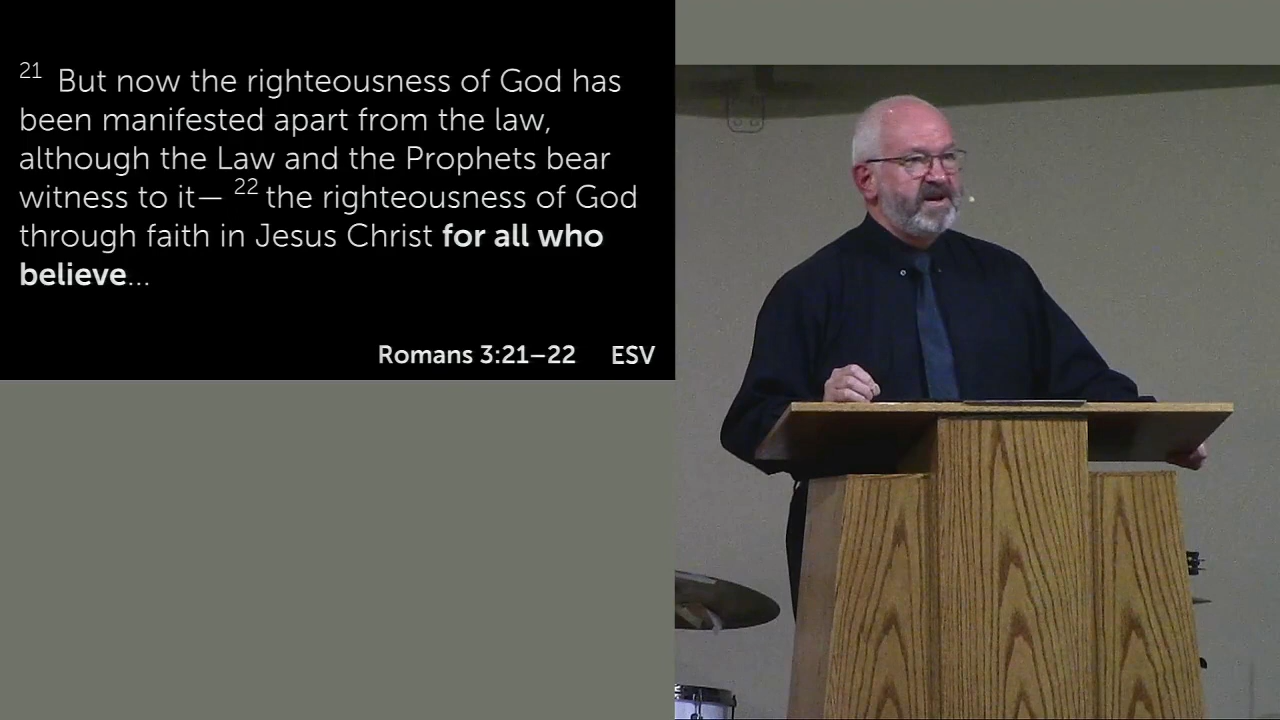 21 But now the righteousness of God has
been manifested apart from the law,
although the Law and the Prophets bear
witness to it— 22 the righteousness of God
through faith in Jesus Christ for all who
believe...
Romans 3:21–22 ESV